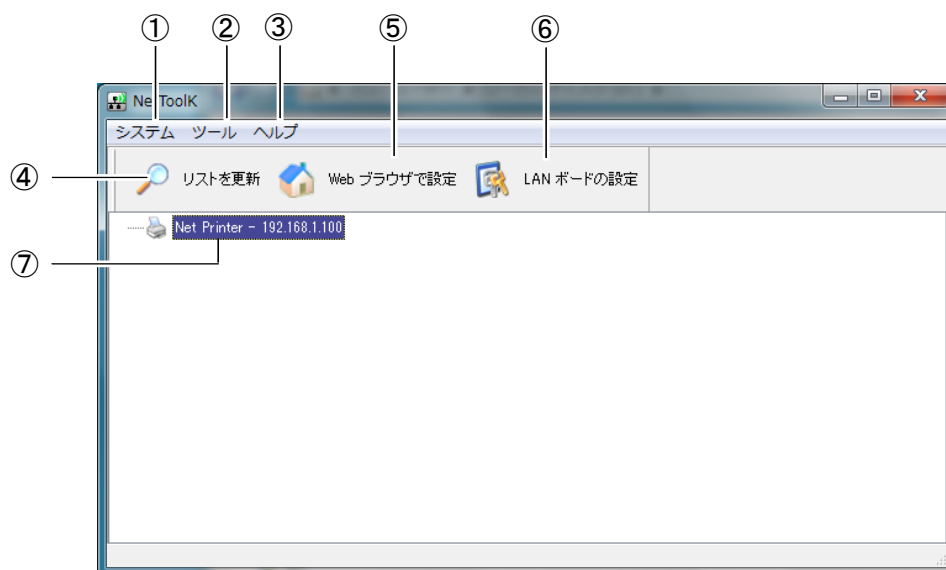 ① ② ③ ⑤ ⑥
NetToolK
システム ツール ヘルプ
④ リストを更新 Web ブラウザで設定 LAN ボードの設定
Net Printer - 192.168.1.100
⑦